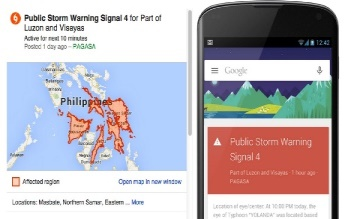 Public Storm Warning Signal 4 for Part of
Luzon and Visayas
Active for next 10 minutes
Posted 1 day ago – PAGASA
Philippines
Affected region
Open map in new window
Locations: Masbate, Northern Samar, Eastern ... More
12:42
Google
Public Storm Warning
Signal 4
Part of Luzon and Visayas · 1 hour ago
PAGASA
Location of eye/center: At 10:00 PM today, the
eye of Typhoon "YOLANDA" was located based